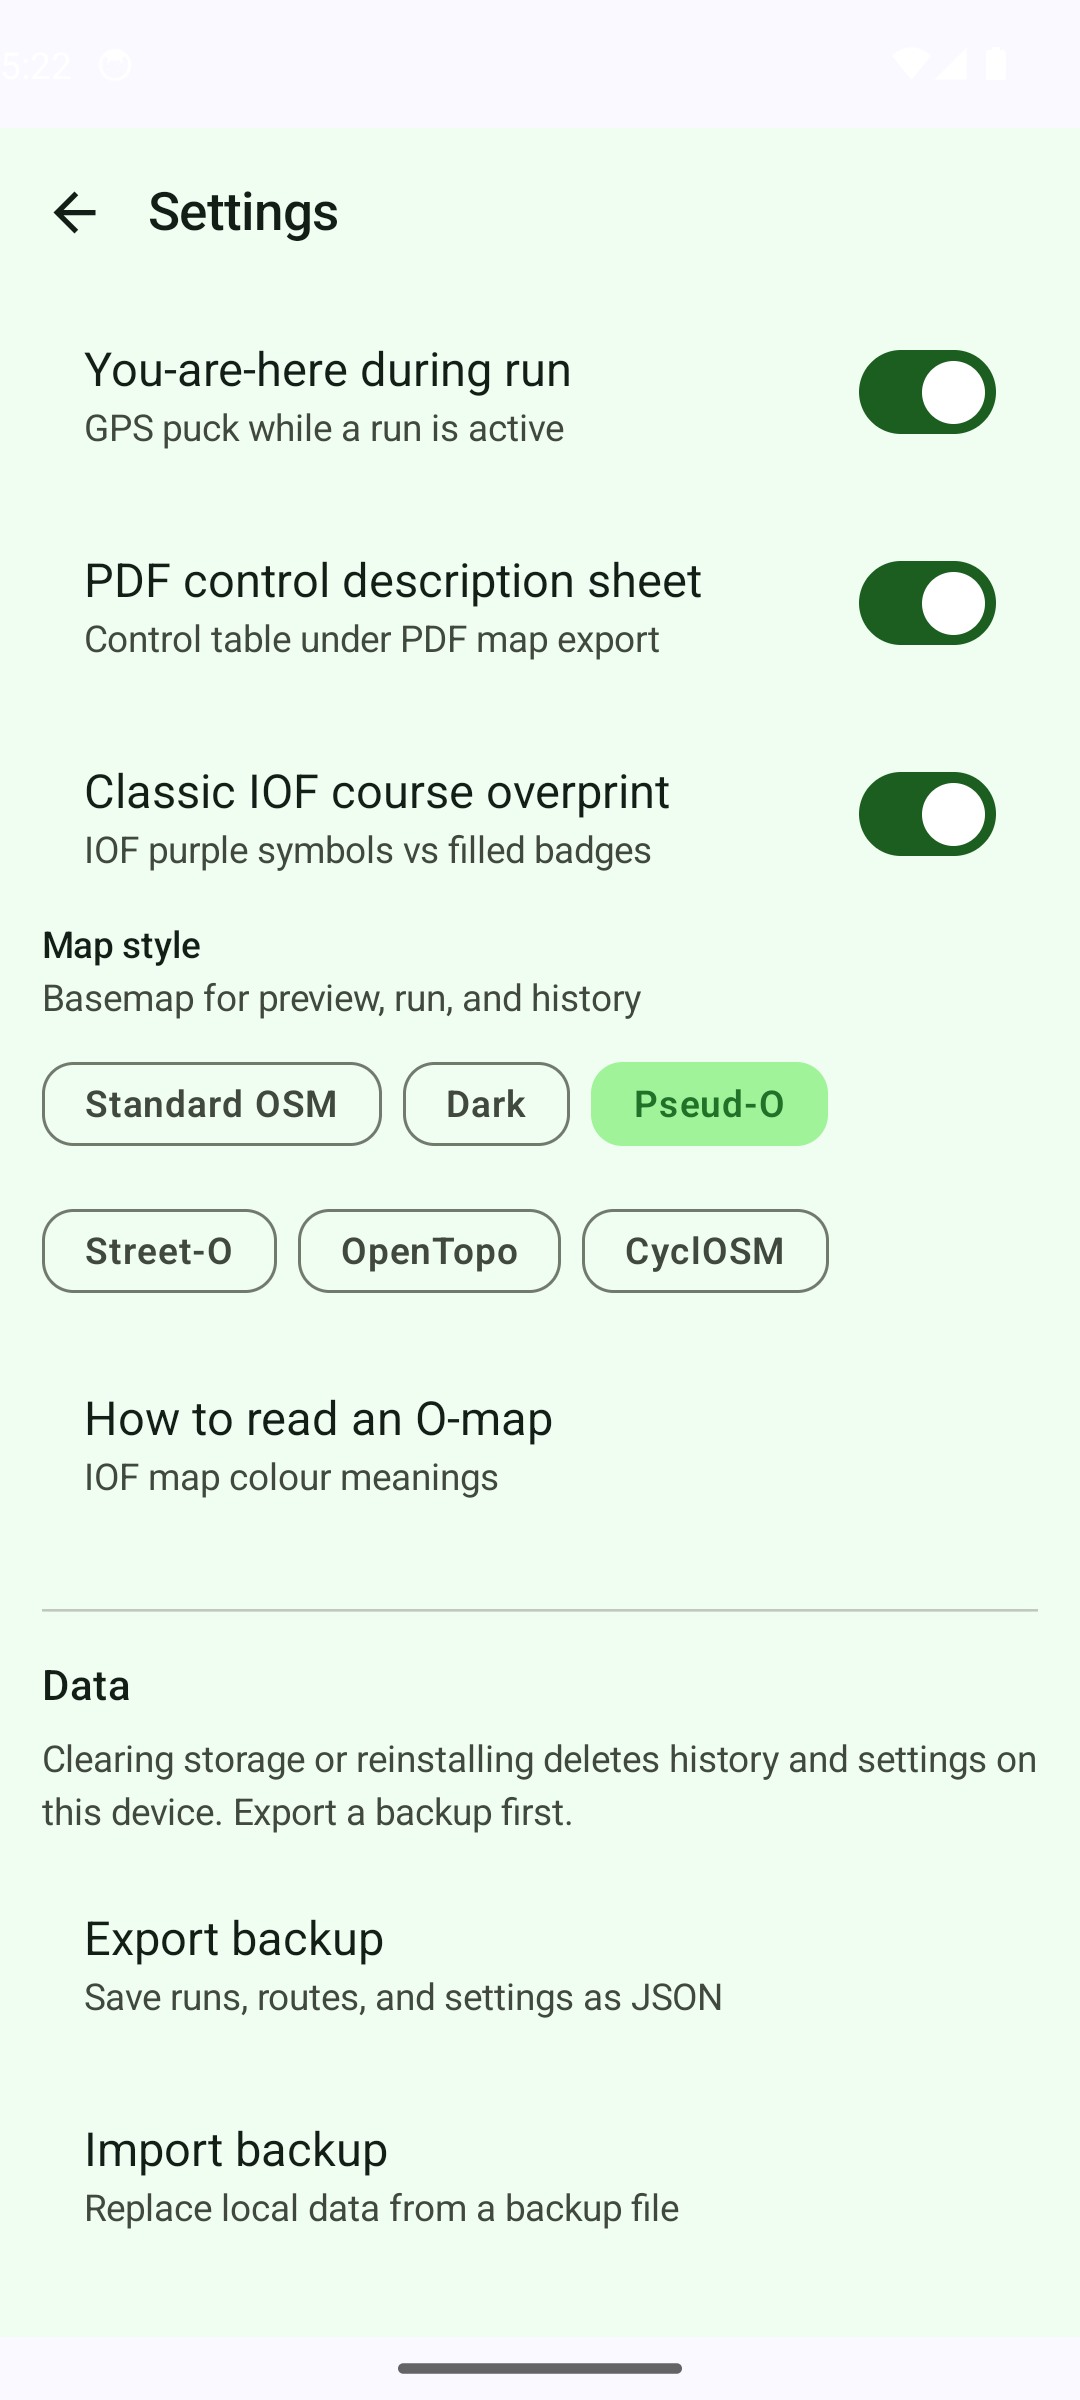 5:22
Settings
You-are-here during run
GPS puck while a run is active
PDF control description sheet
Control table under PDF map export
Classic IOF course overprint
IOF purple symbols vs filled badges
Map style
Basemap for preview, run, and history
Standard OSM
Dark
Pseud-O
Street-O
OpenTopo
CyclOSM
How to read an O-map
IOF map colour meanings
Data
Clearing storage or reinstalling deletes history and settings on
this device. Export a backup first.
Export backup
Save runs, routes, and settings as JSON
Import backup
Replace local data from a backup file